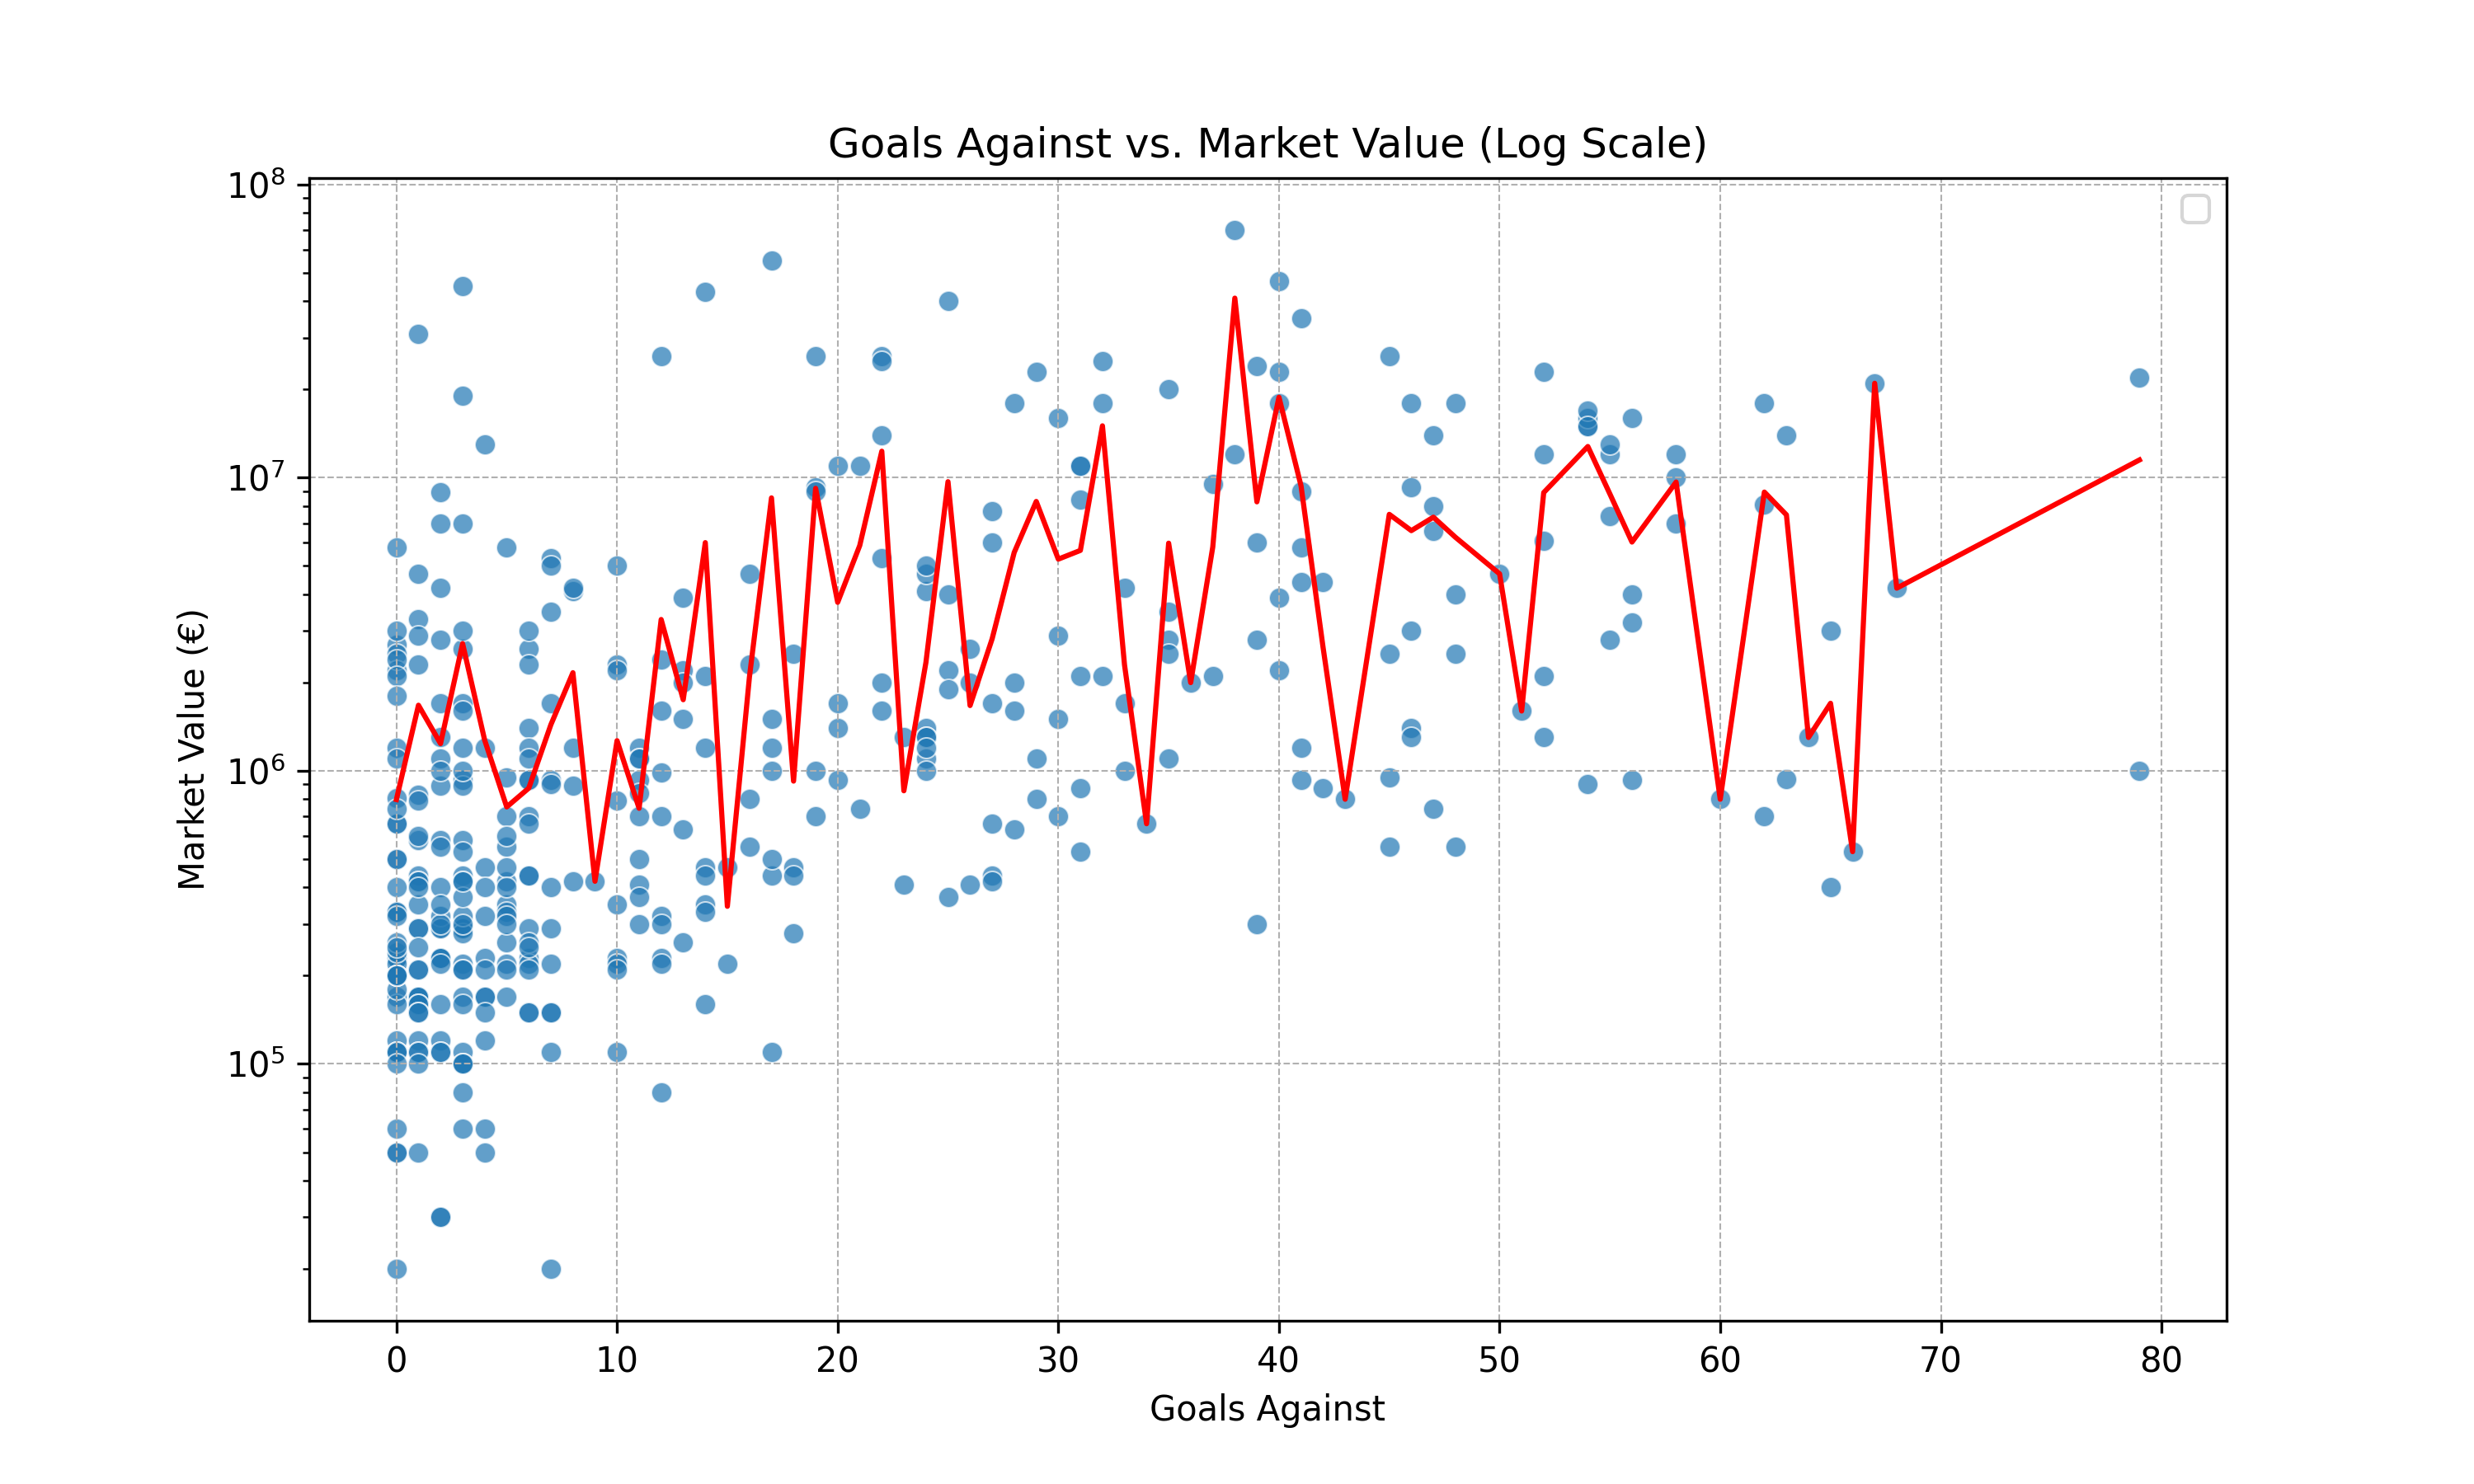 Goals Against vs. Market Value (Log Scale)
10⁸
10⁷
10⁶
10⁵
Market Value (€)
0 10 20 30 40 50 60 70 80
Goals Against